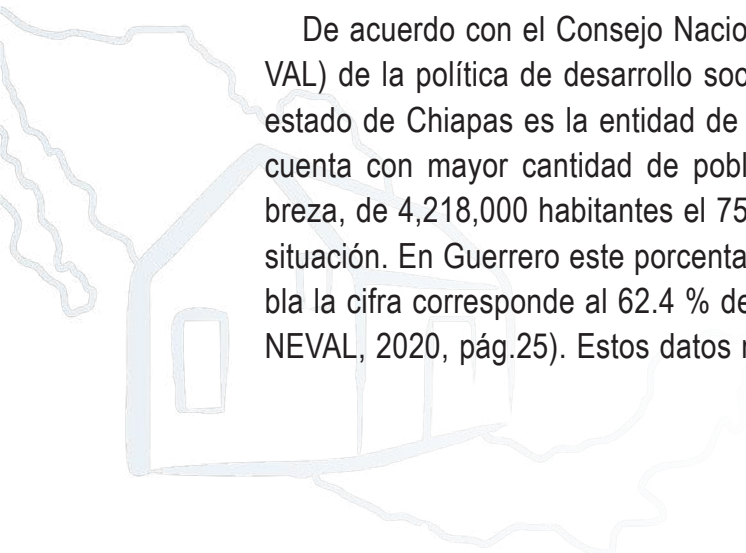 De acuerdo con el Consejo Nacio
VAL) de la política de desarrollo soc
estado de Chiapas es la entidad de
cuenta con mayor cantidad de pobl
breza, de 4,218,000 habitantes el 75
situación. En Guerrero este porcenta
bla la cifra corresponde al 62.4 % de
NEVAL, 2020, pág.25). Estos datos